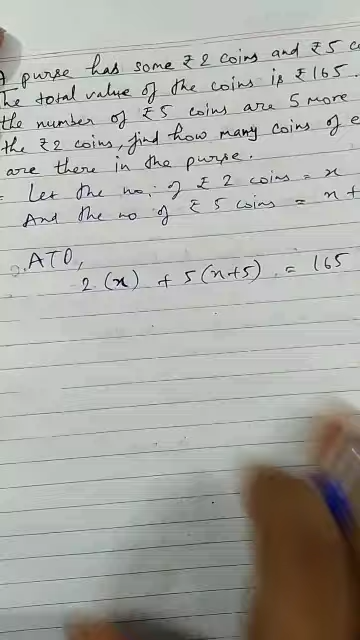 A purse has some ₹2 coins and ₹5 co
The total value of the coins is ₹165.
the number of ₹5 coins are 5 more
the ₹2 coins, find how many coins of e
are there in the purse.
Let the no. of ₹2 coins = x
And the no of ₹5 coins = x+
ATQ,
2(x) + 5(x+5) = 165